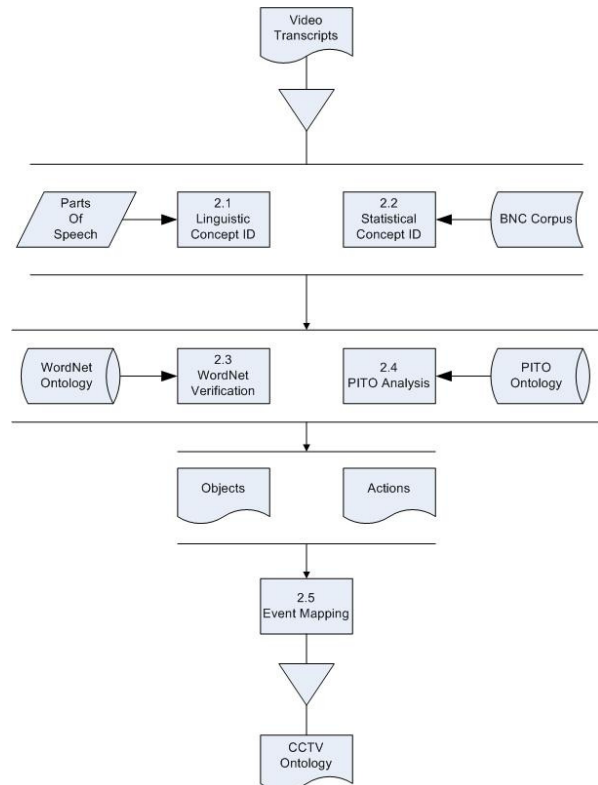 Video
Transcripts
Parts
Of
Speech
2.1
Linguistic
Concept ID
2.2
Statistical
Concept ID
BNC Corpus
WordNet
Ontology
2.3
WordNet
Verification
2.4
PITO Analysis
PITO
Ontology
Objects
Actions
2.5
Event Mapping
CCTV
Ontology